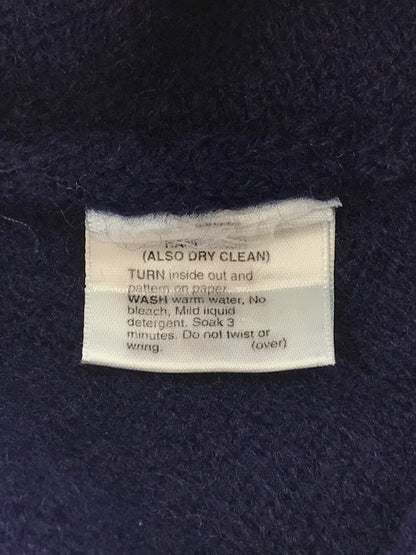 (ALSO DRY CLEAN)
TURN inside out and
pattern on paper.
WASH warm water, No
bleach, Mild liquid
detergent. Soak 3
minutes. Do not twist or
wring. (over)